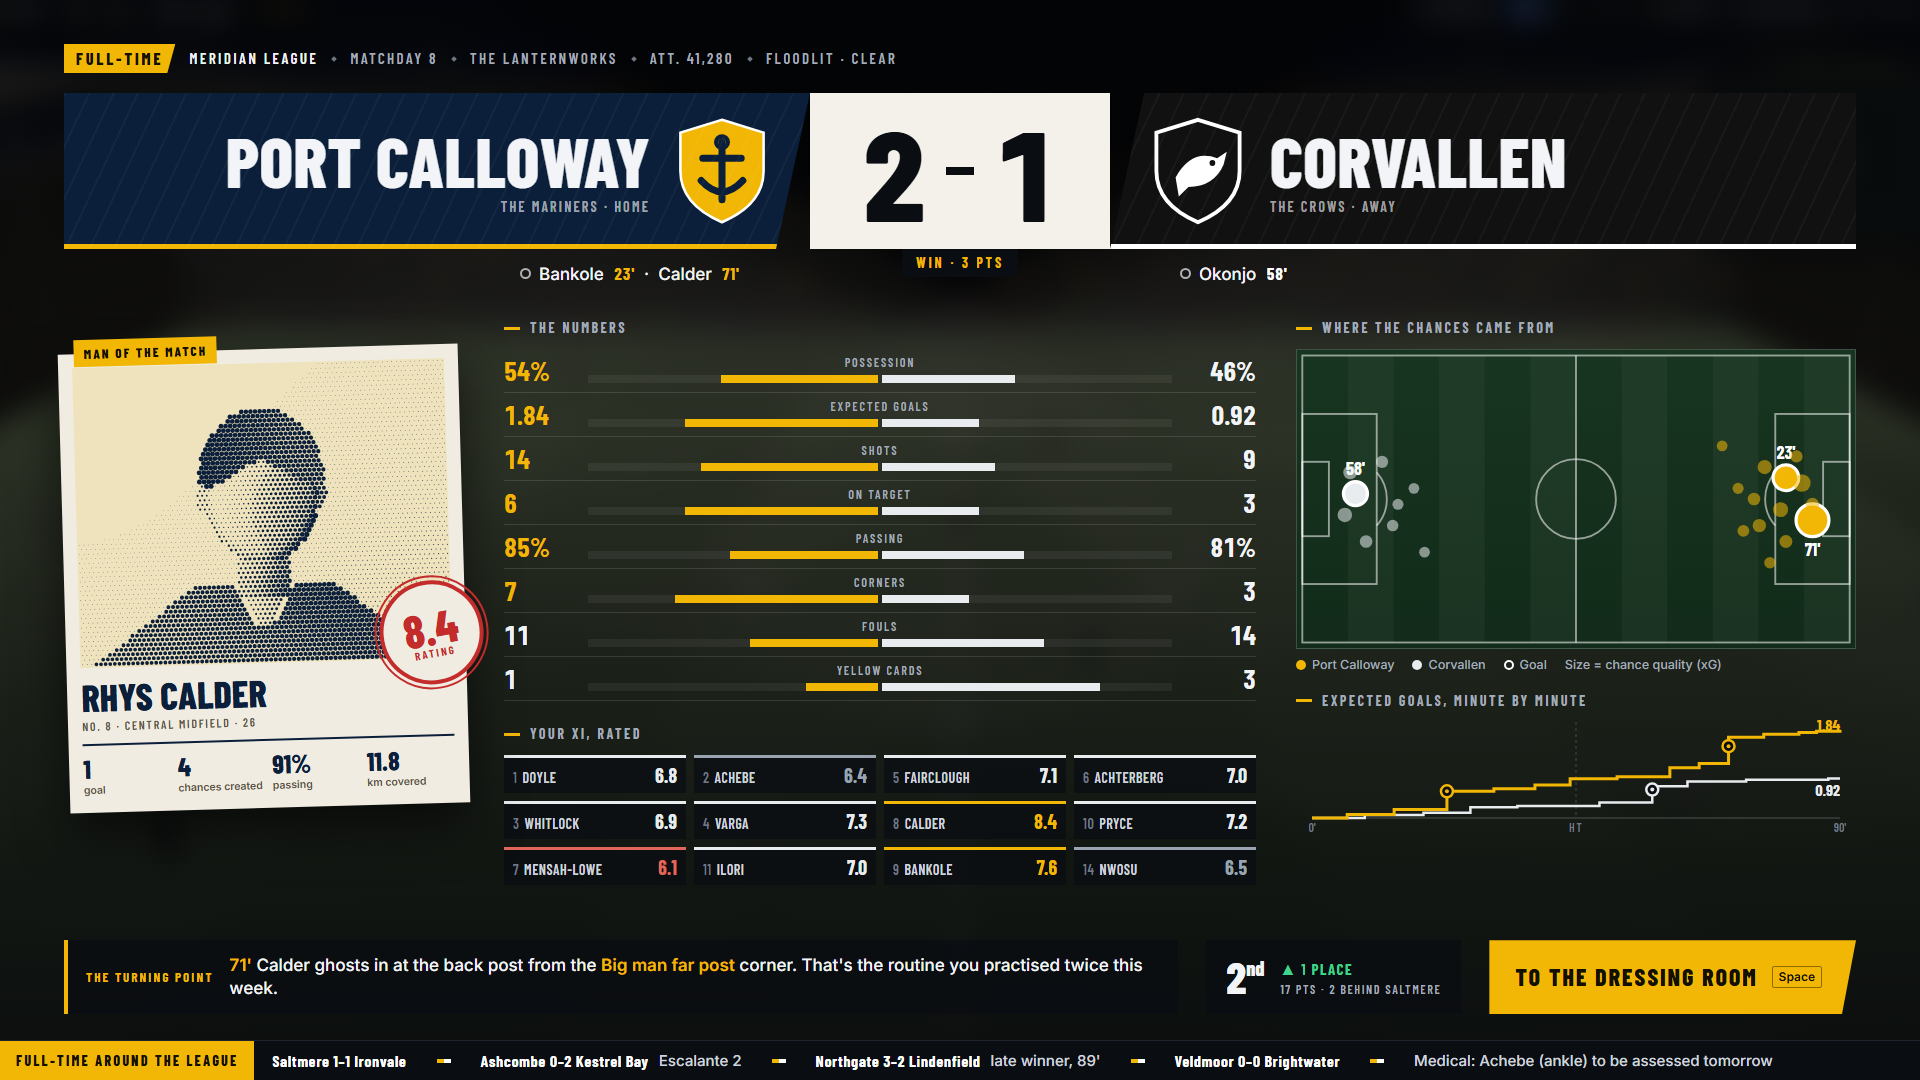 FULL-TIME MERIDIAN LEAGUE • MATCHDAY 8 • THE LANTERNWORKS • ATT. 41,280 • FLOODLIT · CLEAR
PORT CALLOWAY
THE MARINERS · HOME
2 - 1
CORVALLEN
THE CROWS · AWAY
WIN · 3 PTS
Bankole 23' · Calder 71'
Okonjo 58'
MAN OF THE MATCH
8.4
RATING
RHYS CALDER
NO. 8 · CENTRAL MIDFIELD · 26
1 goal
4 chances created
91% passing
11.8 km covered
THE NUMBERS
54% POSSESSION 46%
1.84 EXPECTED GOALS 0.92
14 SHOTS 9
6 ON TARGET 3
85% PASSING 81%
7 CORNERS 3
11 FOULS 14
1 YELLOW CARDS 3
YOUR XI, RATED
1 DOYLE 6.8
2 ACHEBE 6.4
5 FAIRCLOUGH 7.1
6 ACHTERBERG 7.0
3 WHITLOCK 6.9
4 VARGA 7.3
8 CALDER 8.4
10 PRYCE 7.2
7 MENSAH-LOWE 6.1
11 ILORI 7.0
9 BANKOLE 7.6
14 NWOSU 6.5
WHERE THE CHANCES CAME FROM
58'
23'
71'
Port Calloway Corvallen Goal Size = chance quality (xG)
EXPECTED GOALS, MINUTE BY MINUTE
1.84
0.92
0' HT 90'
THE TURNING POINT
71' Calder ghosts in at the back post from the Big man far post corner. That's the routine you practised twice this
week.
2nd
▲ 1 PLACE
17 PTS · 2 BEHIND SALTMERE
TO THE DRESSING ROOM Space
FULL-TIME AROUND THE LEAGUE Saltmere 1–1 Ironvale Ashcombe 0–2 Kestrel Bay Escalante 2 Northgate 3–2 Lindenfield late winner, 89' Veldmoor 0–0 Brightwater Medical: Achebe (ankle) to be assessed tomorrow